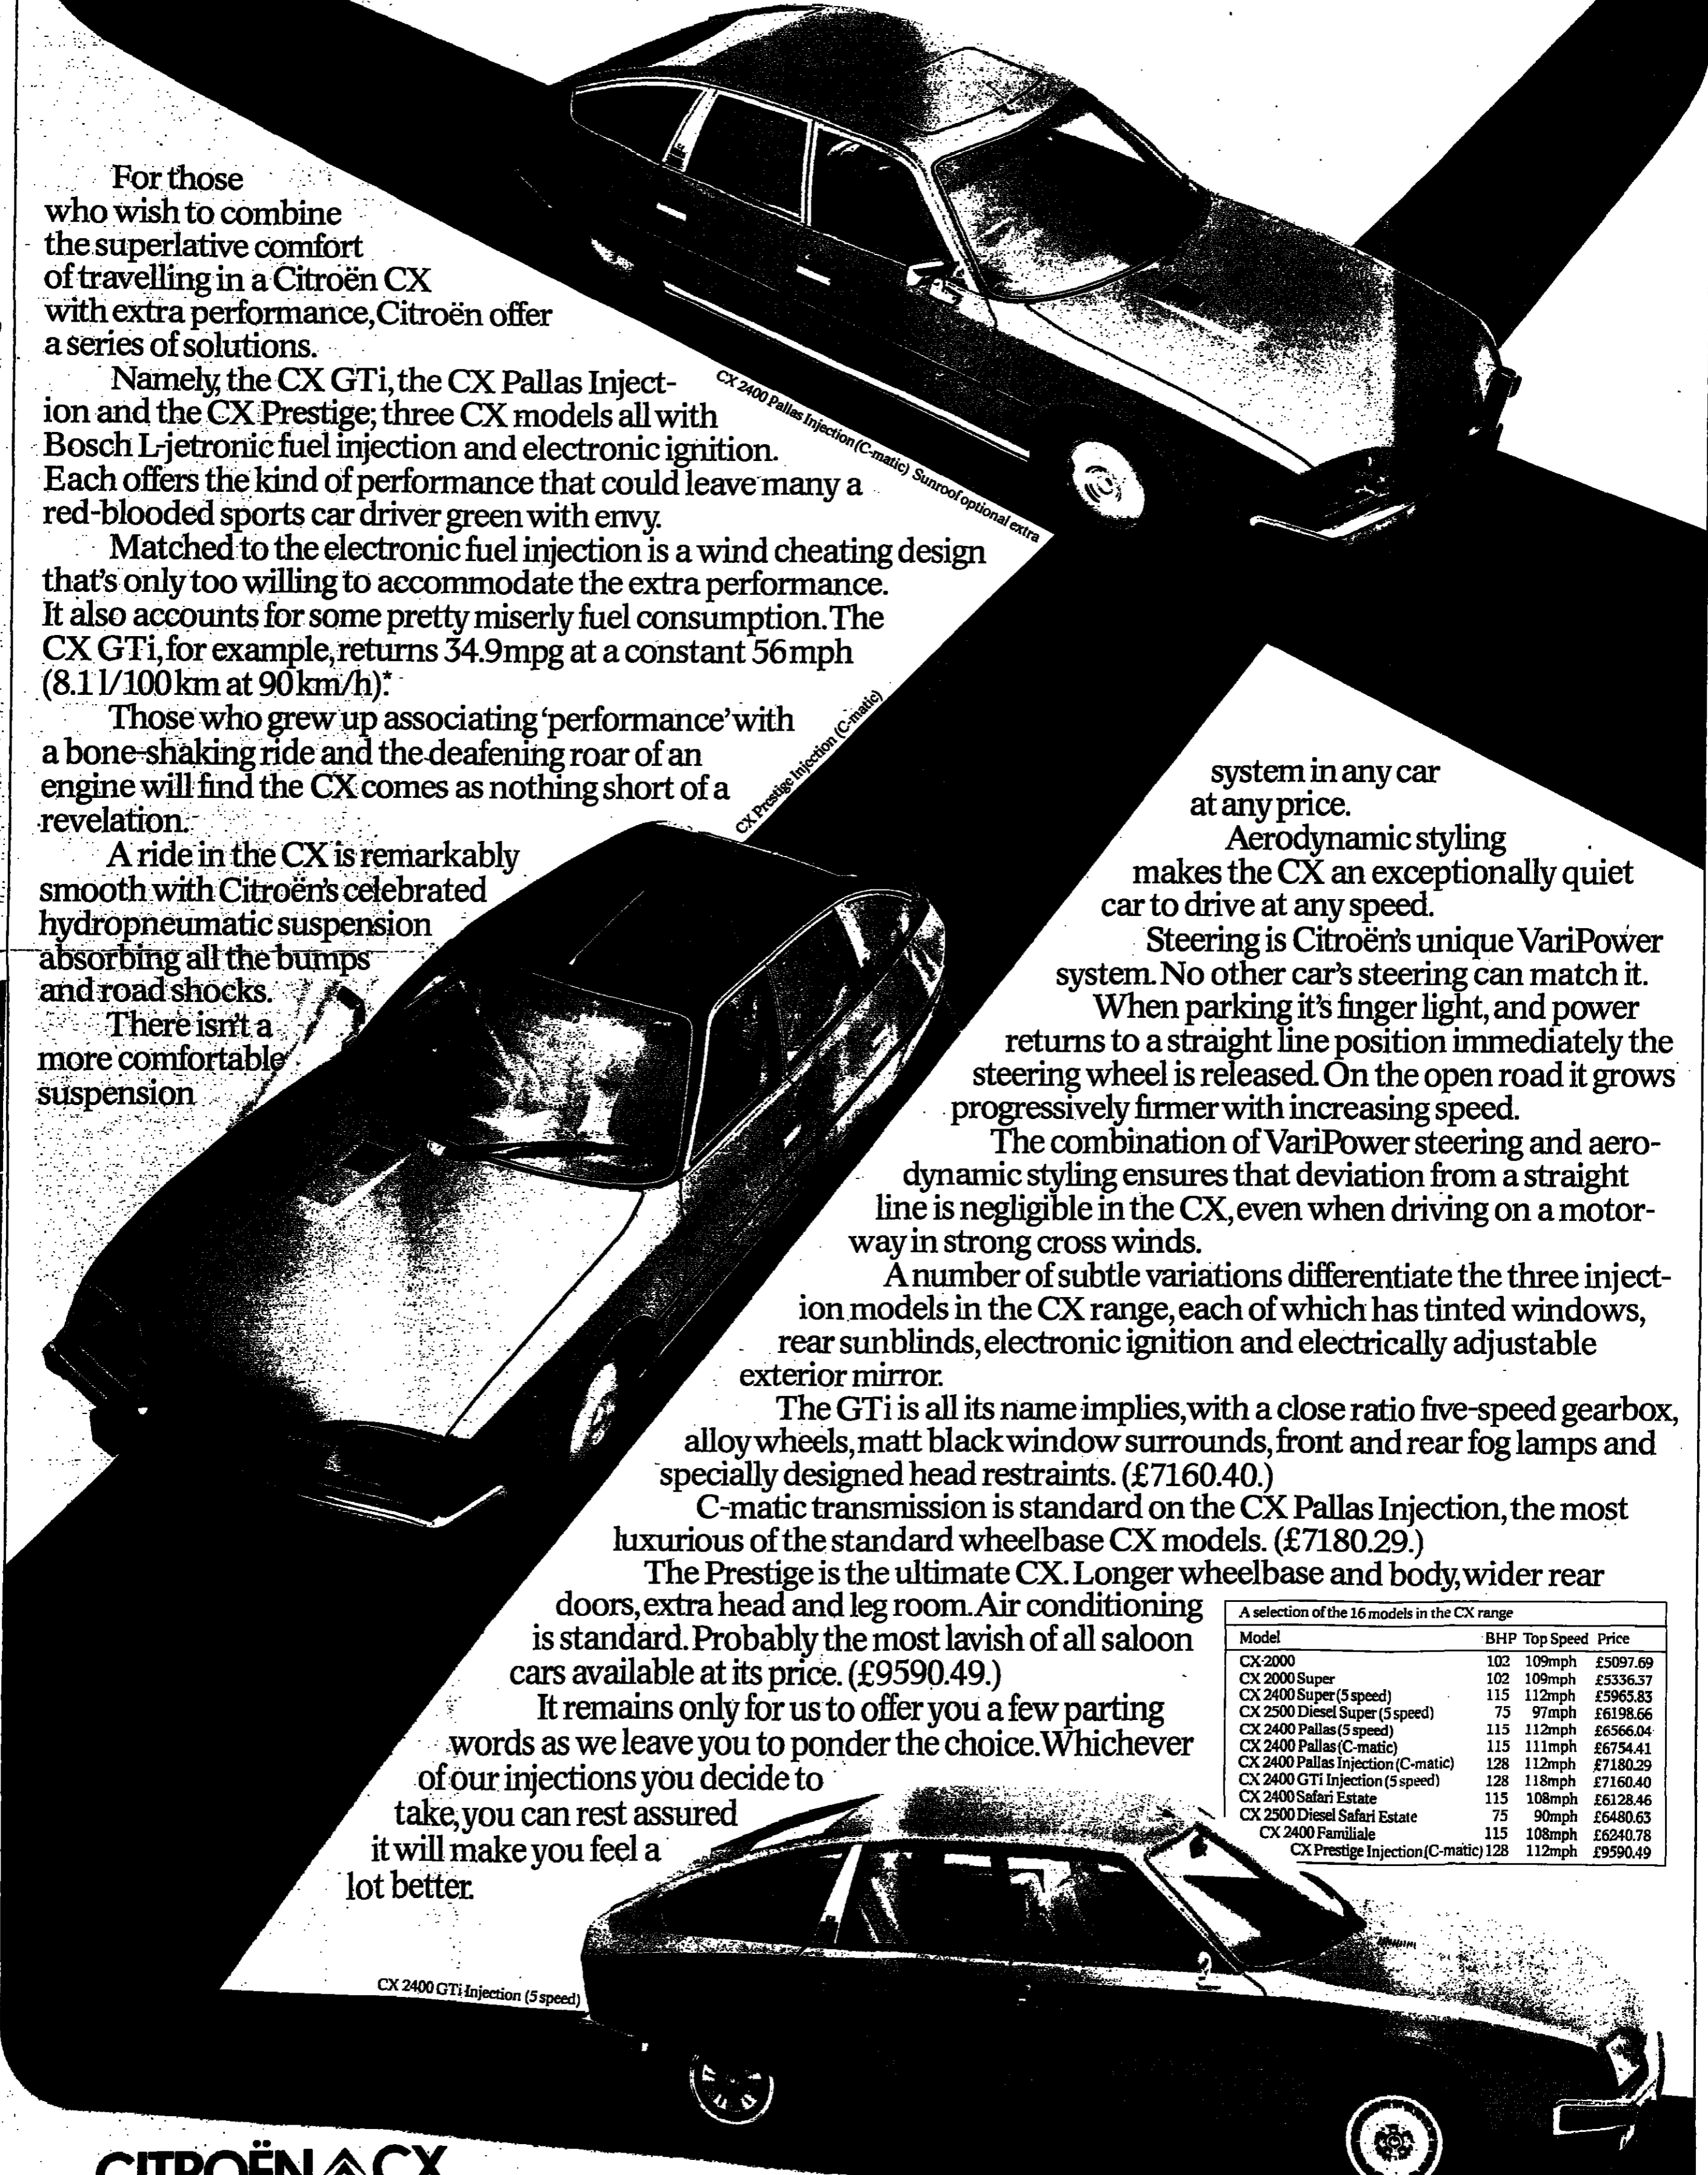 For those
who wish to combine
the superlative comfort
of travelling in a Citroën CX
with extra performance, Citroën offer
a series of solutions.
Namely, the CX GTi, the CX Pallas Inject-
ion and the CX Prestige; three CX models all with
Bosch L-jetronic fuel injection and electronic ignition.
Each offers the kind of performance that could leave many a
red-blooded sports car driver green with envy.
Matched to the electronic fuel injection is a wind cheating design
that's only too willing to accommodate the extra performance.
It also accounts for some pretty miserly fuel consumption. The
CX GTi, for example, returns 34.9mpg at a constant 56mph
(8.1 l/100km at 90km/h).*
Those who grew up associating 'performance' with
a bone-shaking ride and the deafening roar of an
engine will find the CX comes as nothing short of a
revelation.
A ride in the CX is remarkably
smooth with Citroën's celebrated
hydropneumatic suspension
absorbing all the bumps
and road shocks.
There isn't a
more comfortable
suspension
CX 2400 Pallas Injection (C-matic) Sunroof optional extra
CX Prestige Injection (C-matic)
system in any car
at any price.
Aerodynamic styling
makes the CX an exceptionally quiet
car to drive at any speed.
Steering is Citroën's unique VariPower
system. No other car's steering can match it.
When parking it's finger light, and power
returns to a straight line position immediately the
steering wheel is released. On the open road it grows
progressively firmer with increasing speed.
The combination of VariPower steering and aero-
dynamic styling ensures that deviation from a straight
line is negligible in the CX, even when driving on a motor-
way in strong cross winds.
A number of subtle variations differentiate the three inject-
ion models in the CX range, each of which has tinted windows,
rear sunblinds, electronic ignition and electrically adjustable
exterior mirror.
The GTi is all its name implies, with a close ratio five-speed gearbox,
alloy wheels, matt black window surrounds, front and rear fog lamps and
specially designed head restraints. (£7160.40.)
C-matic transmission is standard on the CX Pallas Injection, the most
luxurious of the standard wheelbase CX models. (£7180.29.)
The Prestige is the ultimate CX. Longer wheelbase and body, wider rear
doors, extra head and leg room. Air conditioning
is standard. Probably the most lavish of all saloon
cars available at its price. (£9590.49.)
It remains only for us to offer you a few parting
words as we leave you to ponder the choice. Whichever
of our injections you decide to
take, you can rest assured
it will make you feel a
lot better.
A selection of the 16 models in the CX range
Model BHP Top Speed Price
CX 2000 102 109mph £5097.69
CX 2000 Super 102 109mph £5336.37
CX 2400 Super (5 speed) 115 112mph £5965.83
CX 2500 Diesel Super (5 speed) 75 97mph £6198.66
CX 2400 Pallas (5 speed) 115 112mph £6566.04
CX 2400 Pallas (C-matic) 115 111mph £6754.41
CX 2400 Pallas Injection (C-matic) 128 112mph £7180.29
CX 2400 GTi Injection (5 speed) 128 118mph £7160.40
CX 2400 Safari Estate 115 108mph £6128.46
CX 2500 Diesel Safari Estate 75 90mph £6480.63
CX 2400 Familiale 115 108mph £6240.78
CX Prestige Injection (C-matic) 128 112mph £9590.49
CX 2400 GTi Injection (5 speed)
CITROËN CX